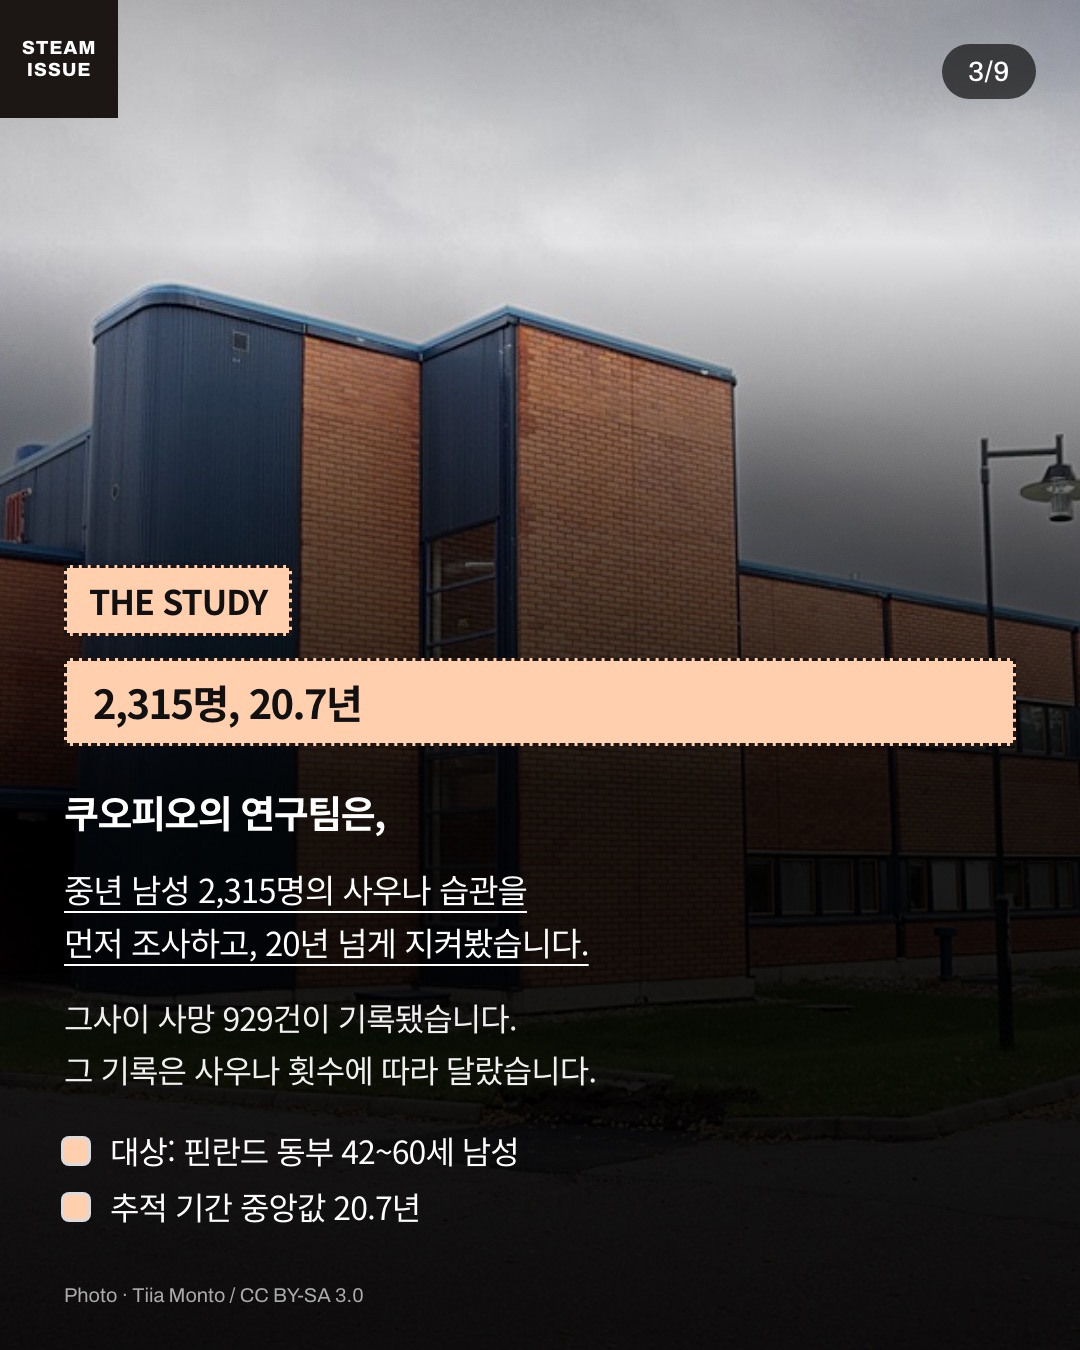 STEAM
ISSUE
3/9
THE STUDY
2,315명, 20.7년
쿠오피오의 연구팀은,
중년 남성 2,315명의 사우나 습관을
먼저 조사하고, 20년 넘게 지켜봤습니다.
그사이 사망 929건이 기록됐습니다.
그 기록은 사우나 횟수에 따라 달랐습니다.
대상: 핀란드 동부 42~60세 남성
추적 기간 중앙값 20.7년
Photo · Tiia Monto / CC BY-SA 3.0